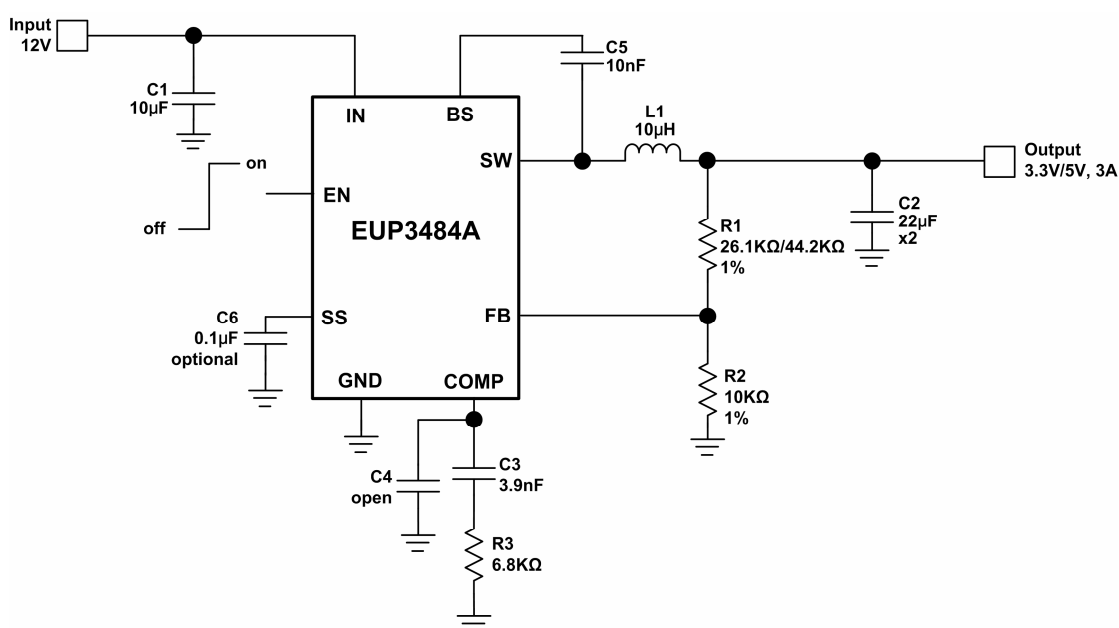 Input
12V
C1
10µF
IN
BS
C5
10nF
L1
10µH
SW
Output
3.3V/5V, 3A
on
off
EN
EUP3484A
C2
22µF
x2
R1
26.1KΩ/44.2KΩ
1%
C6
0.1µF
optional
SS
FB
GND
COMP
R2
10KΩ
1%
C4
open
C3
3.9nF
R3
6.8KΩ